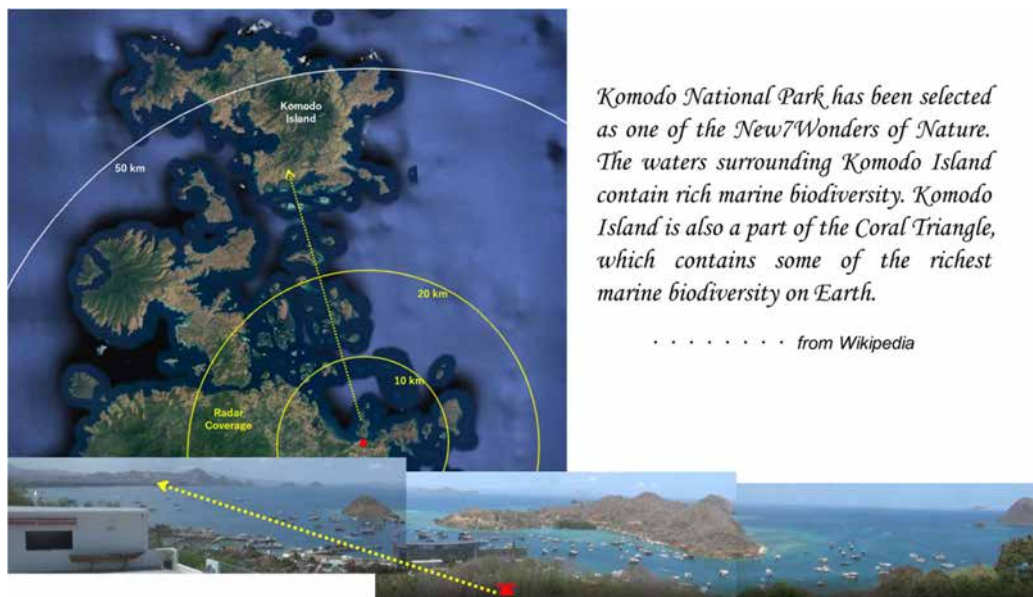 Komodo
Island
50 km
20 km
10 km
Radar
Coverage
Komodo National Park has been selected
as one of the New7Wonders of Nature.
The waters surrounding Komodo Island
contain rich marine biodiversity. Komodo
Island is also a part of the Coral Triangle,
which contains some of the richest
marine biodiversity on Earth.
. . . . . . . . from Wikipedia